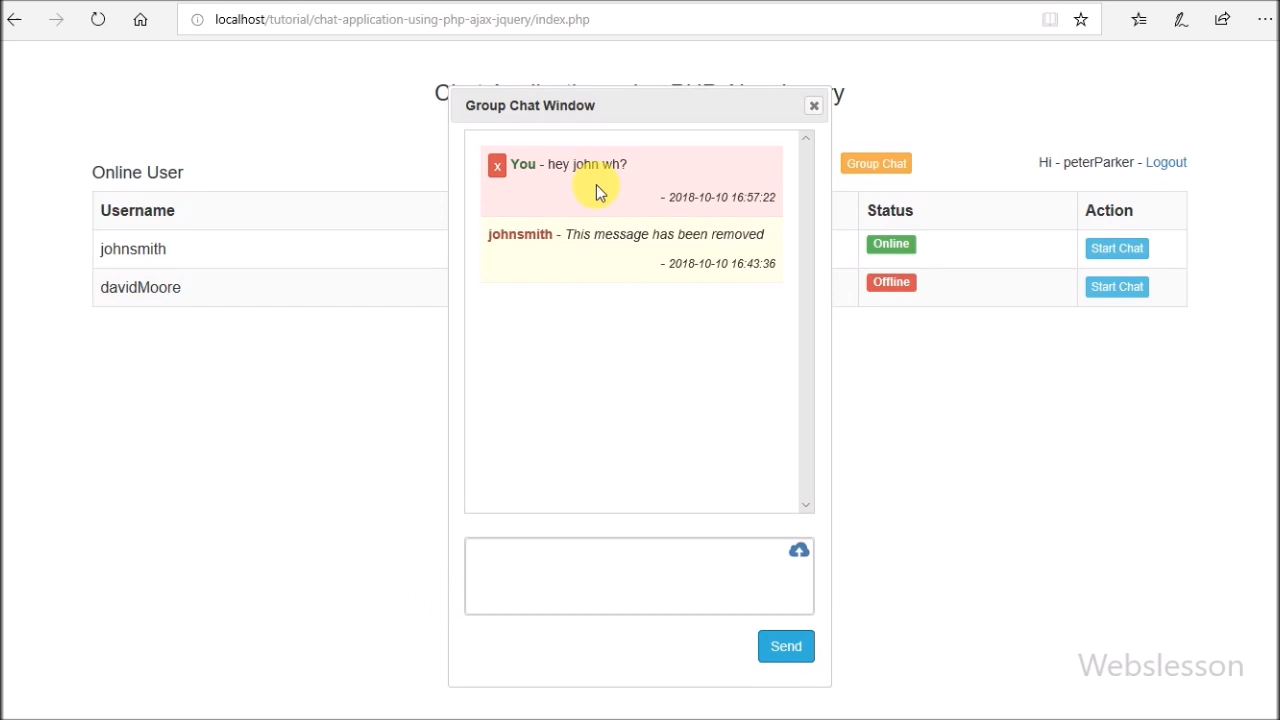 localhost/tutorial/chat-application-using-php-ajax-jquery/index.php
Group Chat Window
Group Chat
Hi - peterParker - Logout
Online User
Username Status Action
johnsmith Online Start Chat
davidMoore Offline Start Chat
x You - hey john wh?
- 2018-10-10 16:57:22
johnsmith - This message has been removed
- 2018-10-10 16:43:36
Send
Webslesson